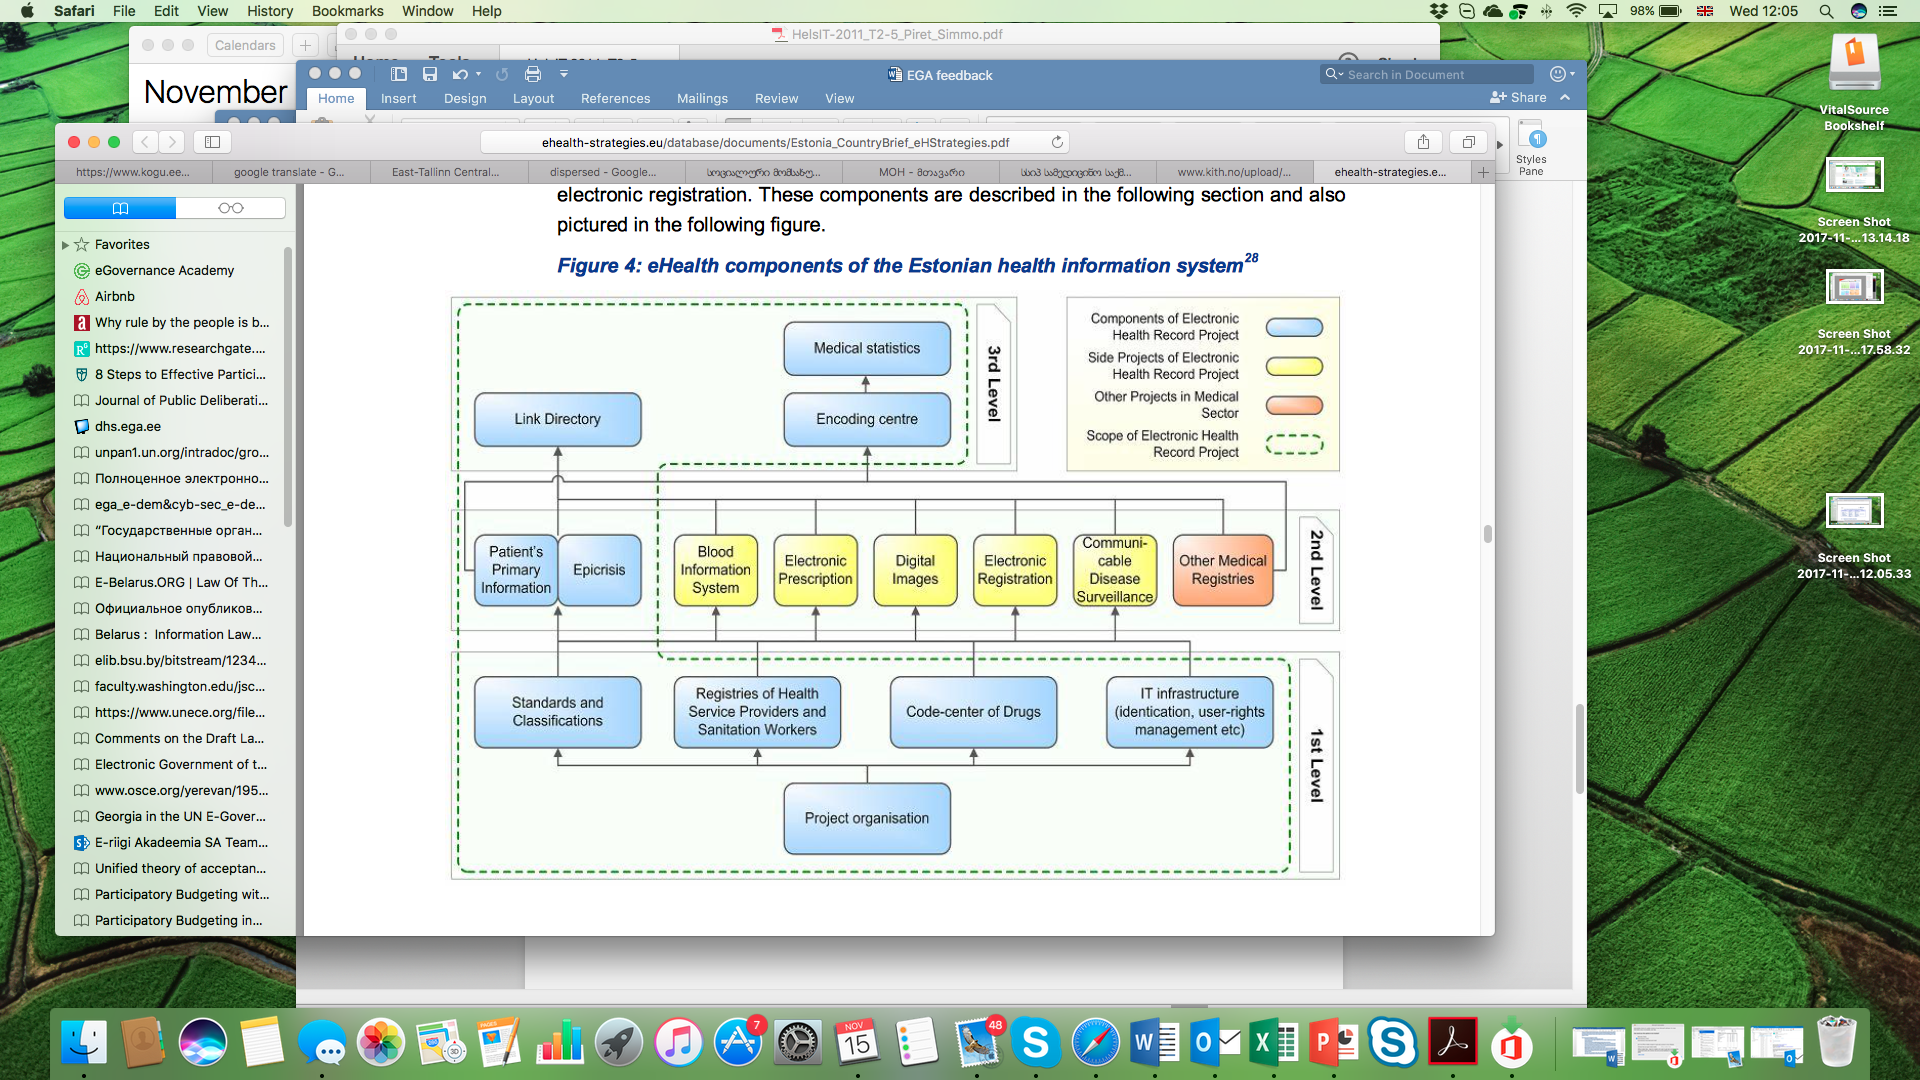 Safari File Edit View History Bookmarks Window Help
98% Wed 12:05
Calendars
HelsIT-2011_T2-5_Piret_Simmo.pdf
November
EGA feedback
Search in Document
Home Insert Design Layout References Mailings Review View
Share
Styles
Pane
ehealth-strategies.eu/database/documents/Estonia_CountryBrief_eHStrategies.pdf
https://www.kogu.ee... google translate - G... East-Tallinn Central... dispersed - Google... სოციალური მომსახუ... MOH - მთავარი სსიპ სამედიცინო საქმ... www.kith.no/upload/... ehealth-strategies.e...
Favorites
eGovernance Academy
Airbnb
Why rule by the people is b...
https://www.researchgate....
8 Steps to Effective Partici...
Journal of Public Deliberati...
dhs.ega.ee
unpan1.un.org/intradoc/gro...
Полноценное электронно...
ega_e-dem&cyb-sec_e-de...
“Государственные орган...
Национальный правовой...
E-Belarus.ORG | Law Of Th...
Официальное опубликов...
Belarus : Information Law...
elib.bsu.by/bitstream/1234...
faculty.washington.edu/jsc...
https://www.unece.org/file...
Comments on the Draft La...
Electronic Government of t...
www.osce.org/yerevan/195...
Georgia in the UN E-Gover...
E-riigi Akadeemia SA Team...
Unified theory of acceptan...
Participatory Budgeting wit...
Participatory Budgeting in...
electronic registration. These components are described in the following section and also
pictured in the following figure.
Figure 4: eHealth components of the Estonian health information system28
Medical statistics
Link Directory
Encoding centre
3rd Level
Components of Electronic
Health Record Project
Side Projects of Electronic
Health Record Project
Other Projects in Medical
Sector
Scope of Electronic Health
Record Project
Patient's
Primary
Information
Epicrisis
Blood
Information
System
Electronic
Prescription
Digital
Images
Electronic
Registration
Communi-
cable
Disease
Surveillance
Other Medical
Registries
2nd Level
Standards and
Classifications
Registries of Health
Service Providers and
Sanitation Workers
Code-center of Drugs
IT infrastructure
(identication, user-rights
management etc)
Project organisation
1st Level
VitalSource
Bookshelf
Screen Shot
2017-11-...13.14.18
Screen Shot
2017-11-...17.58.32
Screen Shot
2017-11-...12.05.33
PAGES
3D
7
NOV
15
48